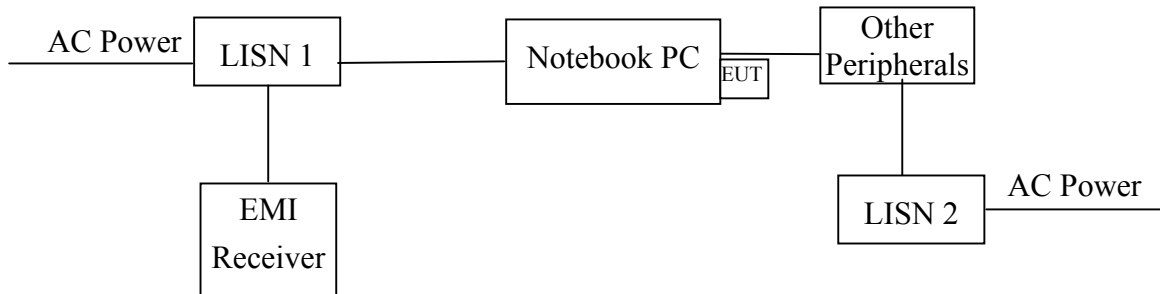 AC Power
LISN 1
Notebook PC
EUT
Other
Peripherals
EMI
Receiver
LISN 2
AC Power